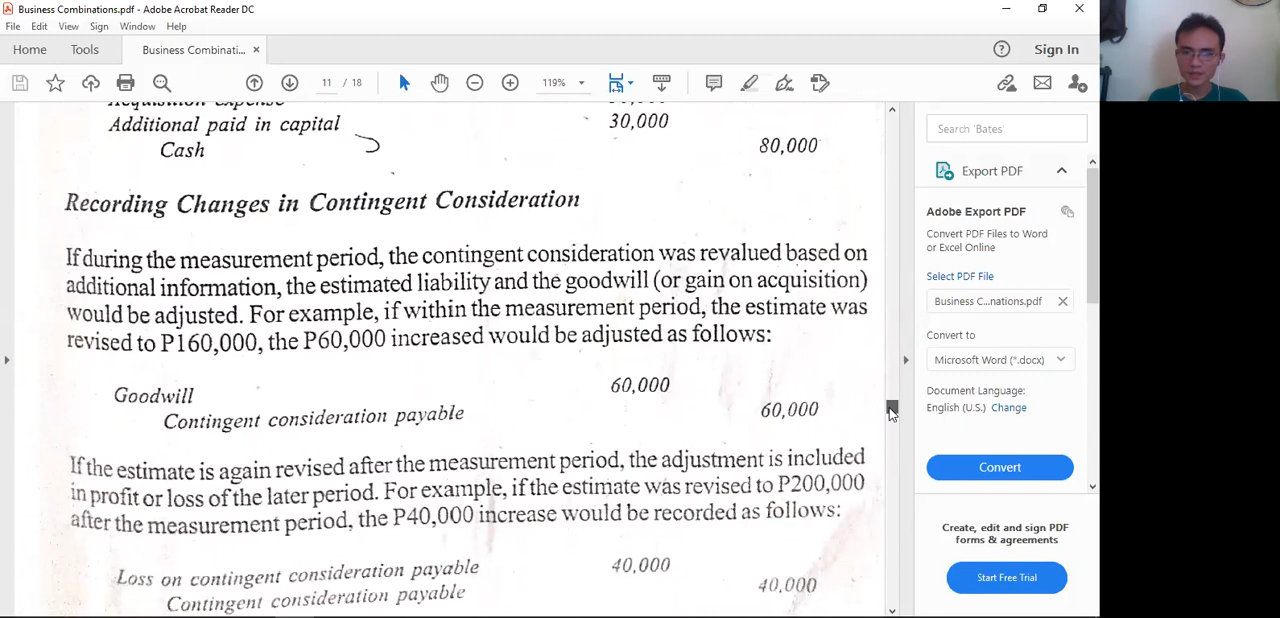 Business Combinations.pdf - Adobe Acrobat Reader DC
File Edit View Sign Window Help
Home Tools Business Combinati... × Sign In
11 / 18 119%
Acquisition expense
Additional paid in capital 30,000
Cash 80,000
Recording Changes in Contingent Consideration
If during the measurement period, the contingent consideration was revalued based on
additional information, the estimated liability and the goodwill (or gain on acquisition)
would be adjusted. For example, if within the measurement period, the estimate was
revised to P160,000, the P60,000 increased would be adjusted as follows:
Goodwill 60,000
Contingent consideration payable 60,000
If the estimate is again revised after the measurement period, the adjustment is included
in profit or loss of the later period. For example, if the estimate was revised to P200,000
after the measurement period, the P40,000 increase would be recorded as follows:
Loss on contingent consideration payable 40,000
Contingent consideration payable 40,000
Search 'Bates'
Export PDF
Adobe Export PDF
Convert PDF Files to Word
or Excel Online
Select PDF File
Business C...nations.pdf
Convert to
Microsoft Word (*.docx)
Document Language:
English (U.S.) Change
Convert
Create, edit and sign PDF
forms & agreements
Start Free Trial